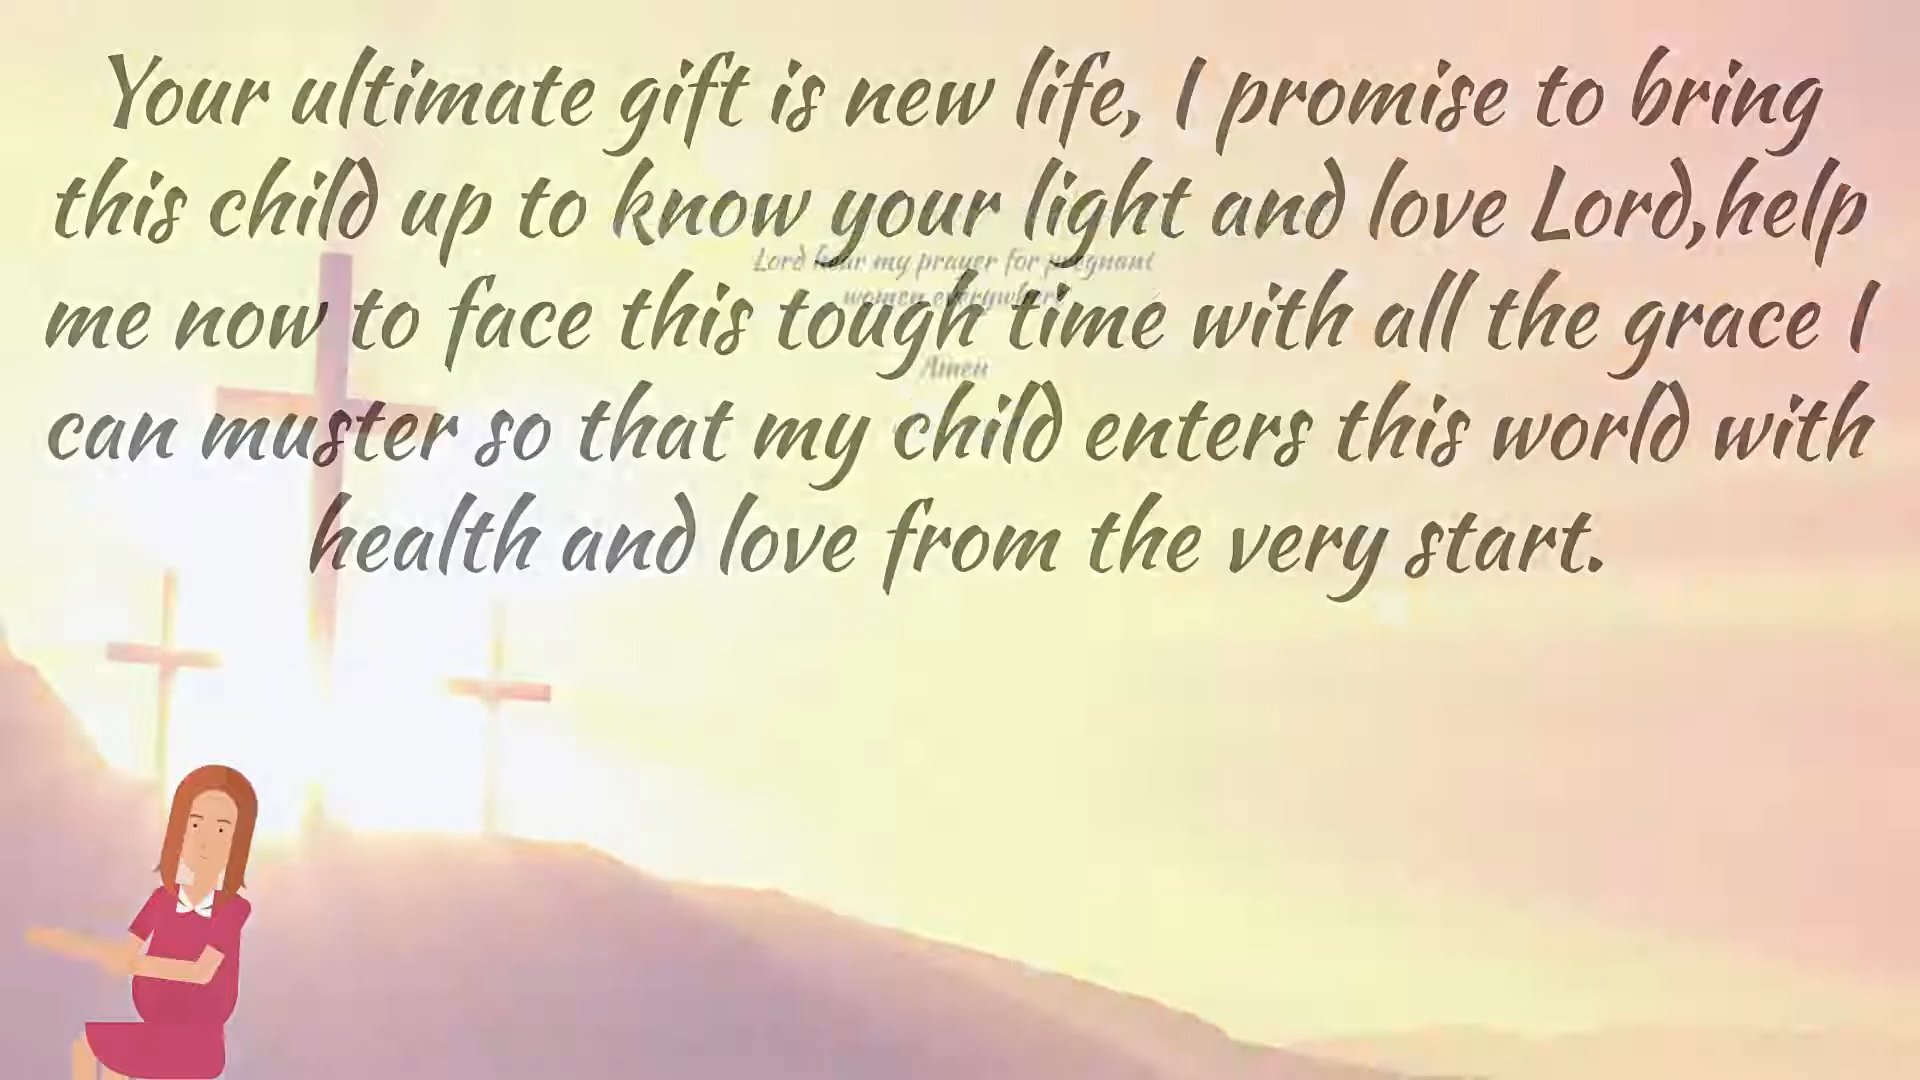 Your ultimate gift is new life, I promise to bring
this child up to know your light and love Lord,help
me now to face this tough time with all the grace I
can muster so that my child enters this world with
health and love from the very start.
Lord hear my prayer for pregnant
women everywhere
Amen